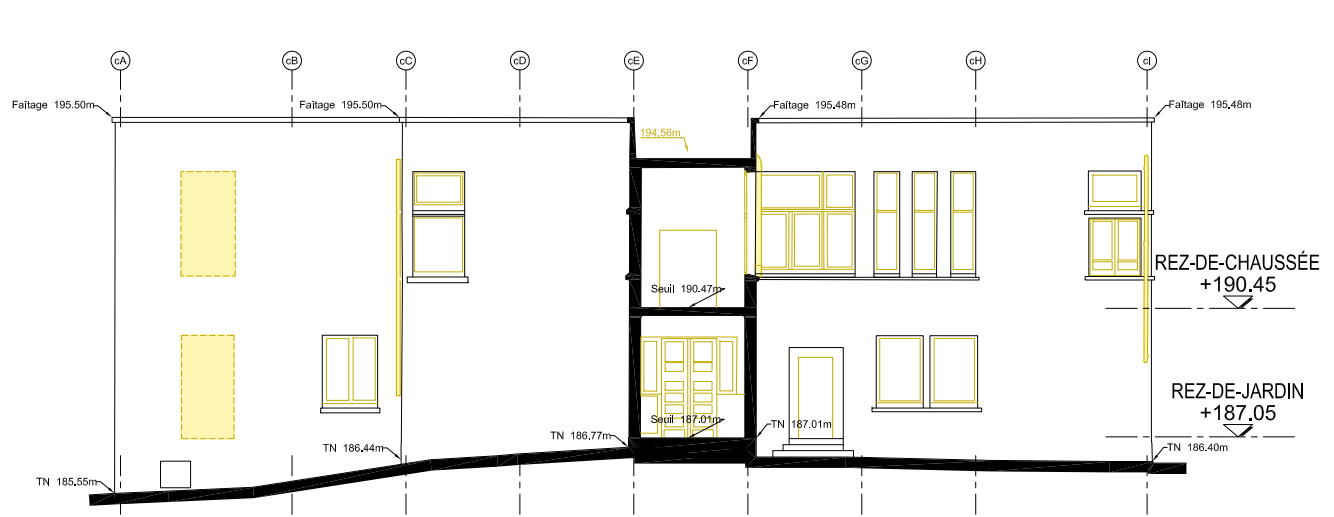 cA
cB
cC
cD
cE
cF
cG
cH
cI
Faîtage 195.50m
Faîtage 195.50m
Faîtage 195.48m
Faîtage 195.48m
194,56m
REZ-DE-CHAUSSÉE
+190.45
Seuil 190.47m
REZ-DE-JARDIN
+187.05
Seuil 187.01m
TN 187.01m
TN 186.77m
TN 186.44m
TN 186.40m
TN 185.55m